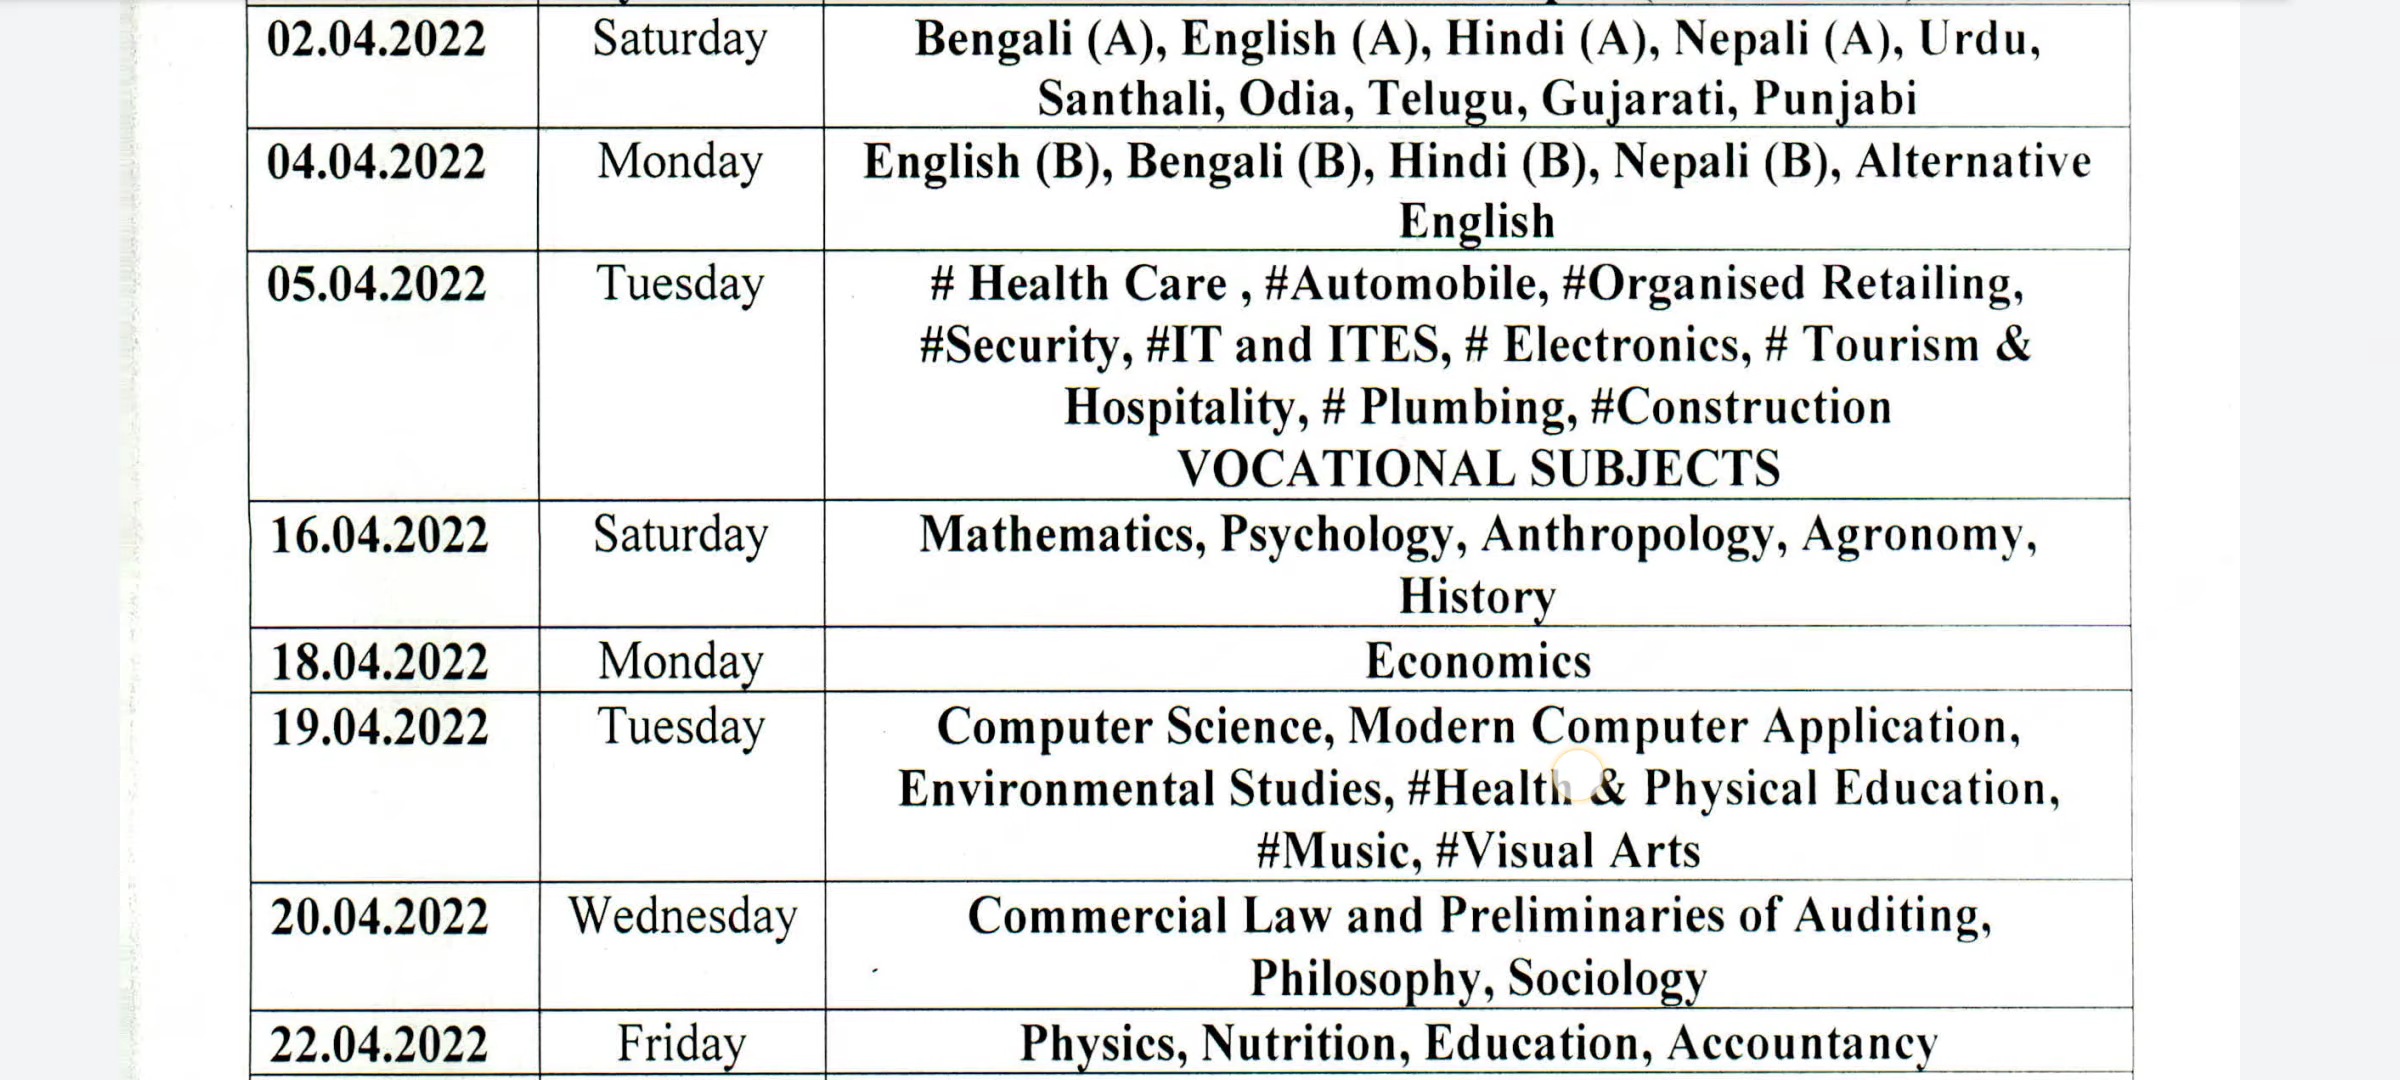 02.04.2022 Saturday Bengali (A), English (A), Hindi (A), Nepali (A), Urdu,
Santhali, Odia, Telugu, Gujarati, Punjabi
04.04.2022 Monday English (B), Bengali (B), Hindi (B), Nepali (B), Alternative
English
05.04.2022 Tuesday # Health Care , #Automobile, #Organised Retailing,
#Security, #IT and ITES, # Electronics, # Tourism &
Hospitality, # Plumbing, #Construction
VOCATIONAL SUBJECTS
16.04.2022 Saturday Mathematics, Psychology, Anthropology, Agronomy,
History
18.04.2022 Monday Economics
19.04.2022 Tuesday Computer Science, Modern Computer Application,
Environmental Studies, #Health & Physical Education,
#Music, #Visual Arts
20.04.2022 Wednesday Commercial Law and Preliminaries of Auditing,
Philosophy, Sociology
22.04.2022 Friday Physics, Nutrition, Education, Accountancy